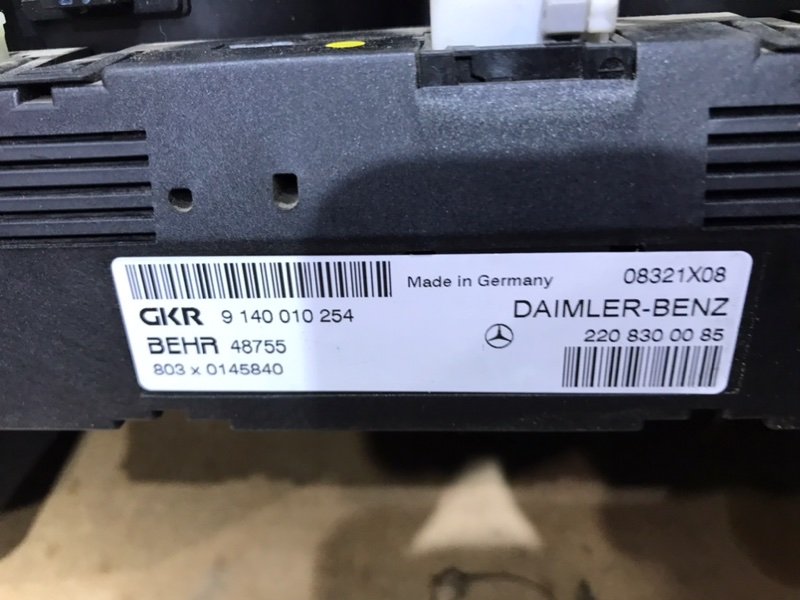 Made in Germany 08321X08
GKR 9 140 010 254 DAIMLER-BENZ
BEHR 48755 220 830 00 85
803 x 0145840